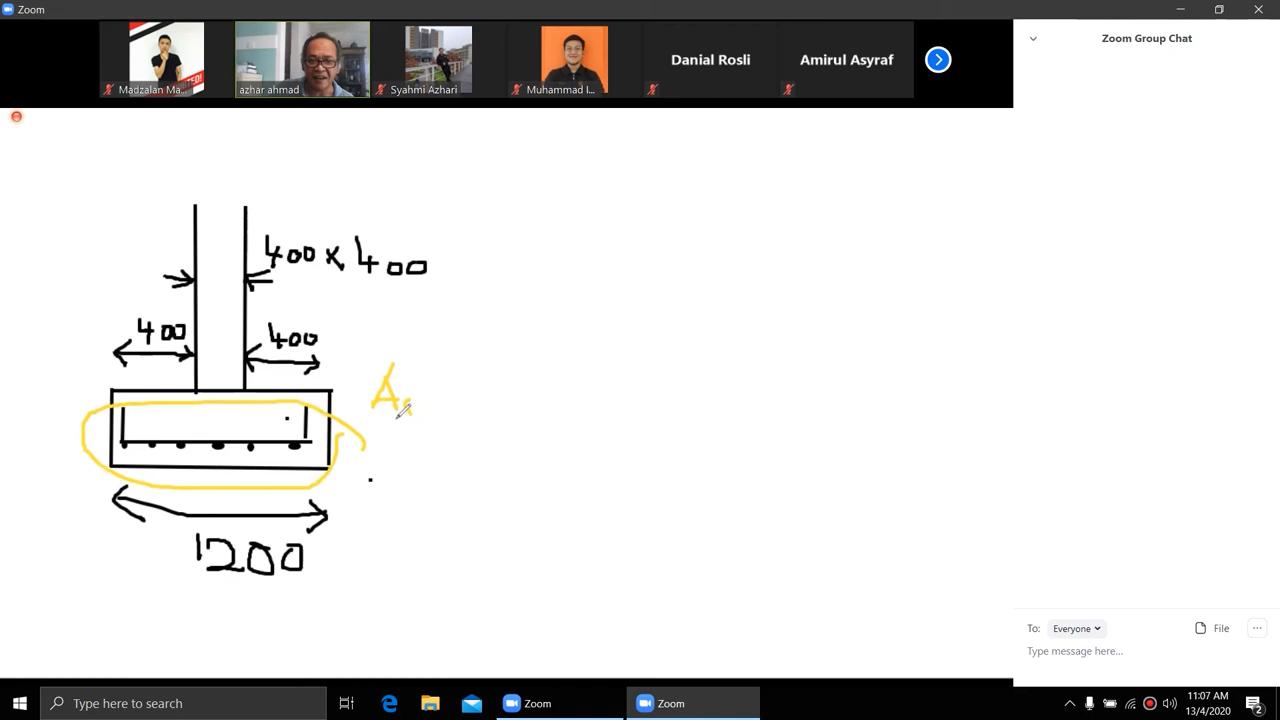 Zoom
Madzalan Ma...
azhar ahmad
Syahmi Azhari
Muhammad I...
Danial Rosli
Amirul Asyraf
Zoom Group Chat
400 x 400
400
400
1200
To:
Everyone
File
Type message here...
Type here to search
Zoom
Zoom
11:07 AM
13/4/2020
2